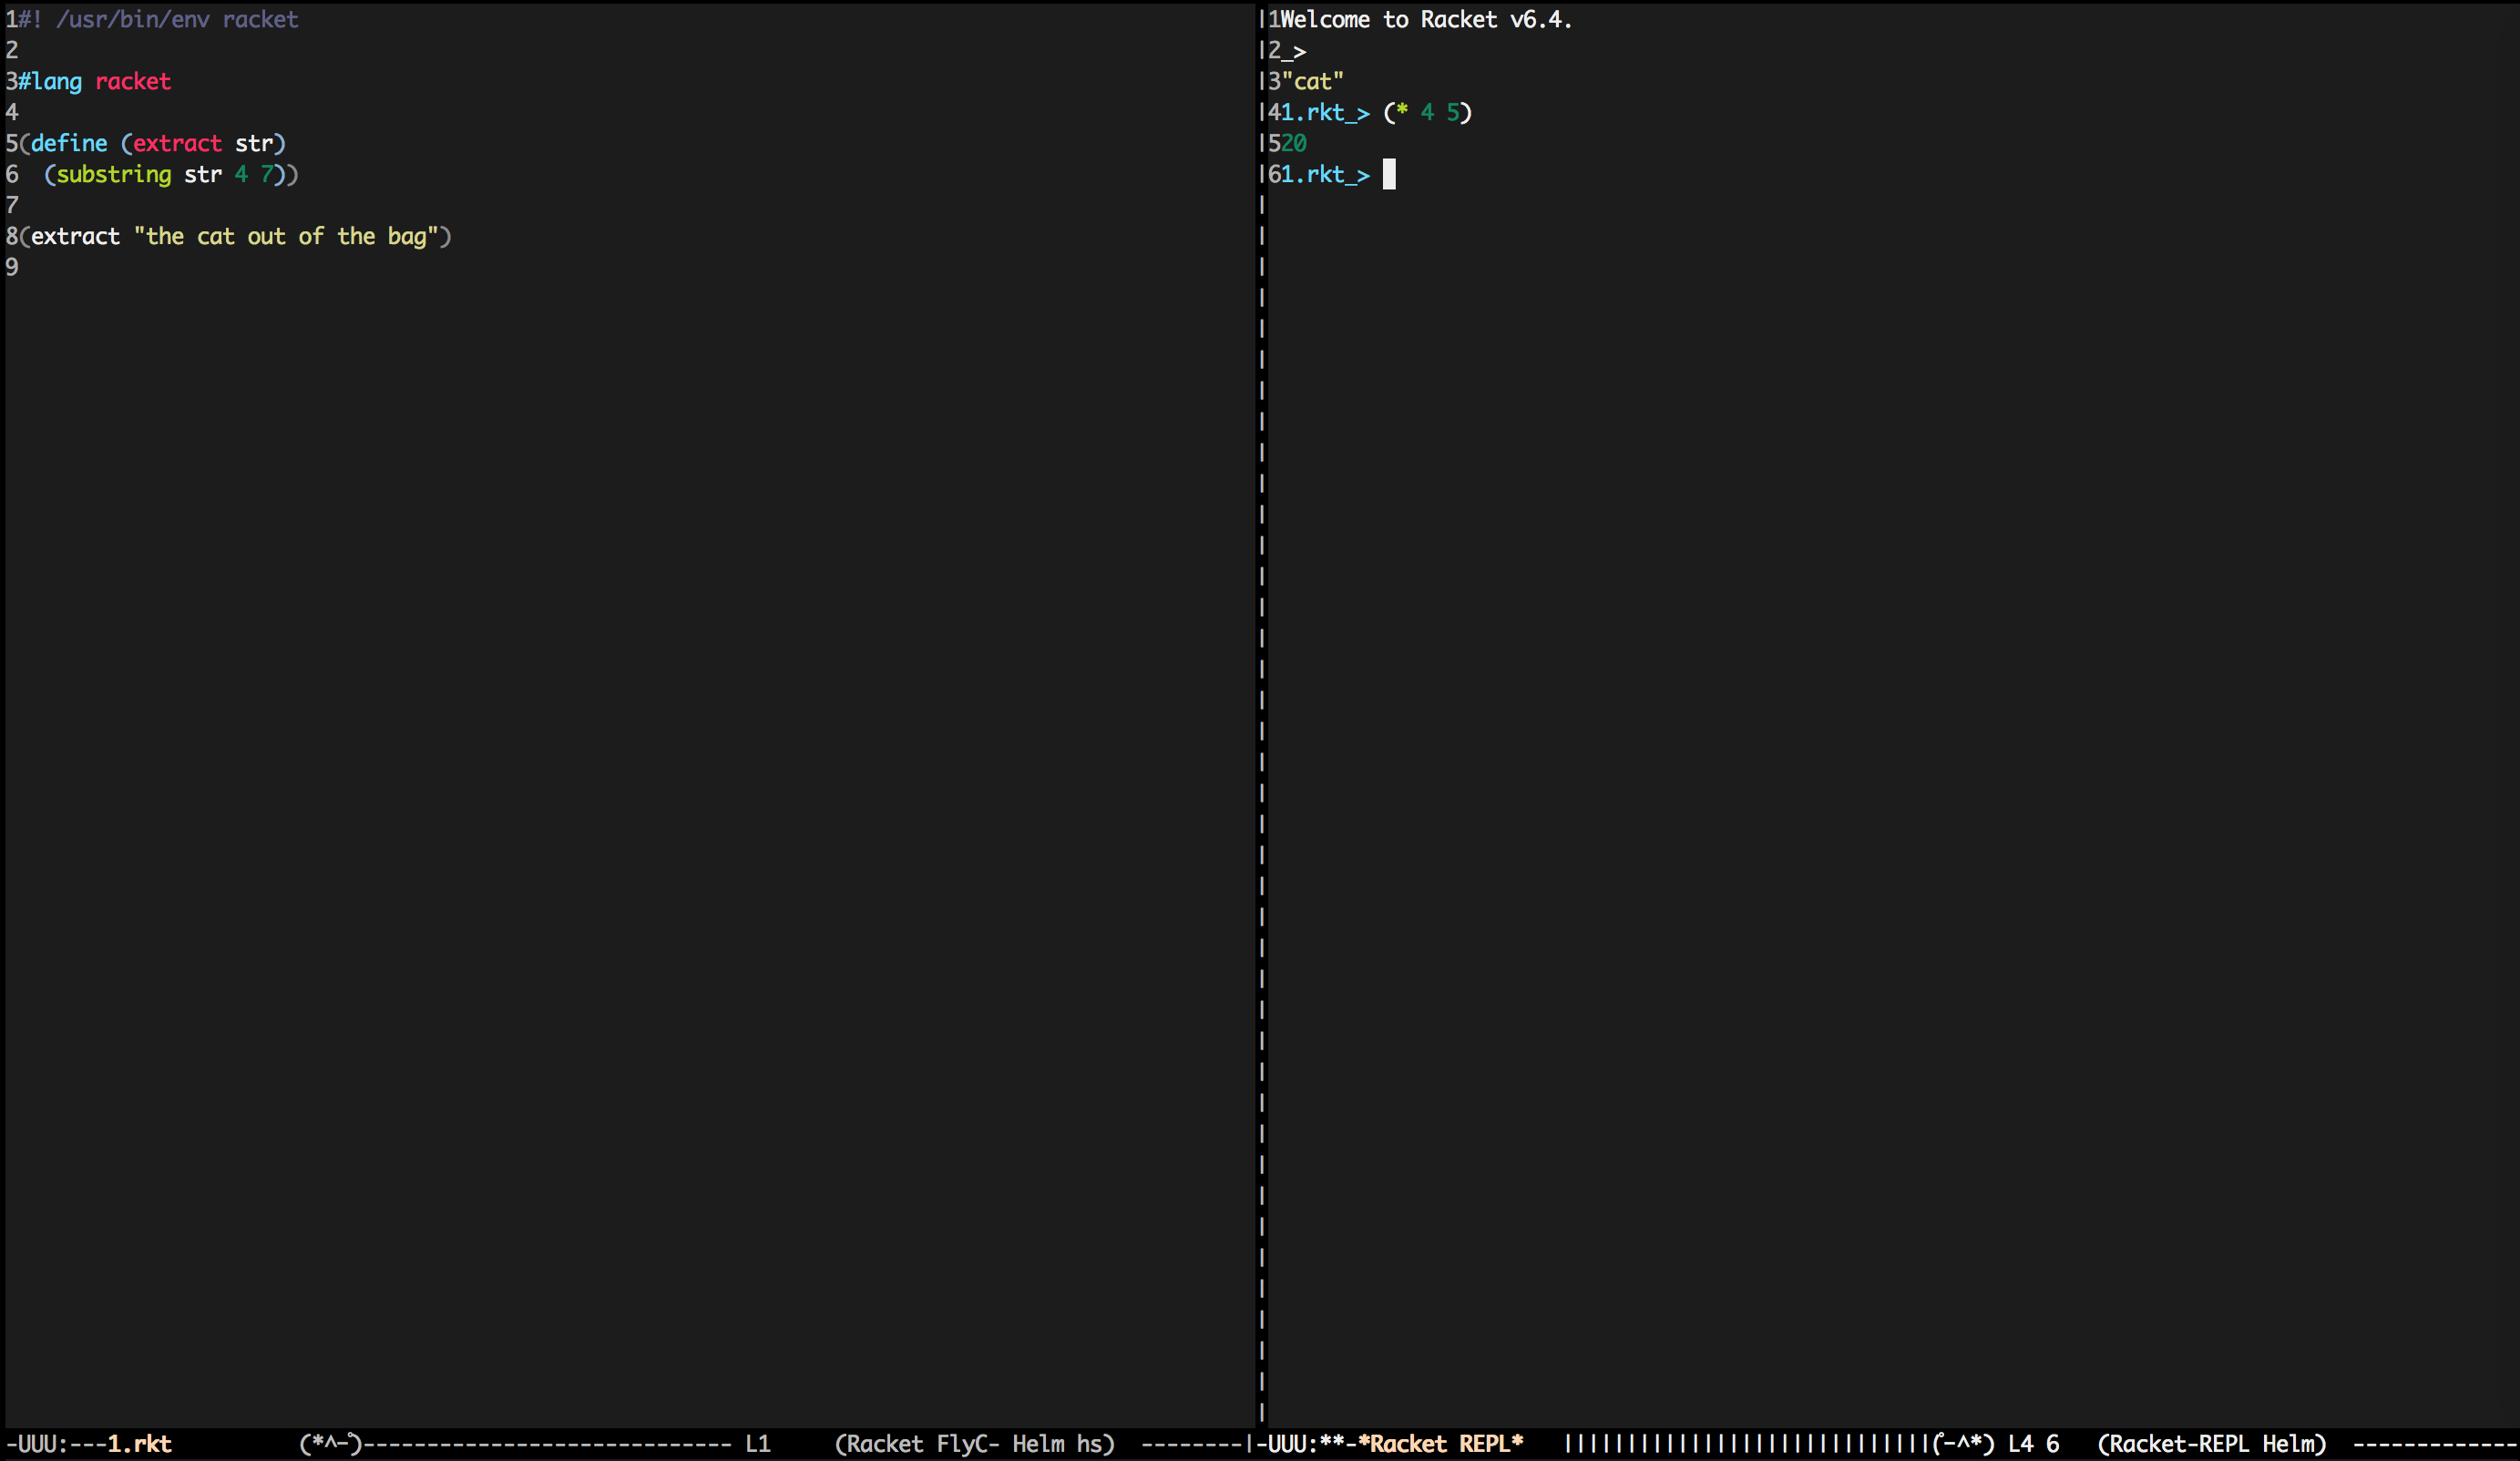 1#! /usr/bin/env racket
2
3#lang racket
4
5(define (extract str)
6  (substring str 4 7))
7
8(extract "the cat out of the bag")
9
-UUU:---1.rkt          (*^-°)----------------------------- L1     (Racket FlyC- Helm hs)  --------
1Welcome to Racket v6.4.
2_>
3"cat"
41.rkt_> (* 4 5)
520
61.rkt_>
-UUU:**-*Racket REPL*   |||||||||||||||||||||||||||||(°-^*) L4 6   (Racket-REPL Helm)  -------------